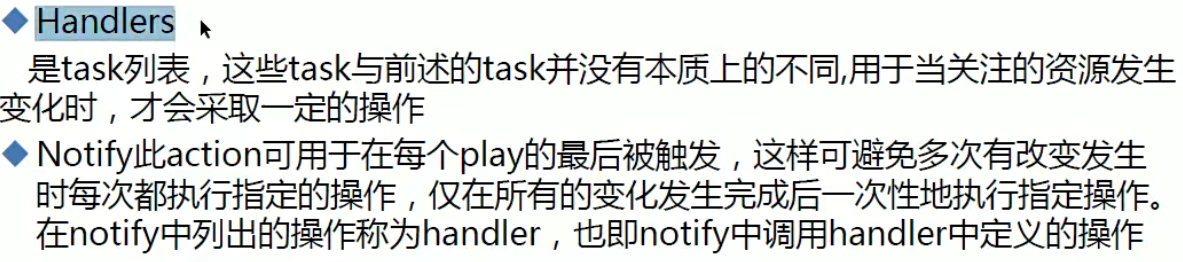 ◆ Handlers
是task列表，这些task与前述的task并没有本质上的不同,用于当关注的资源发生
变化时，才会采取一定的操作
◆ Notify此action可用于在每个play的最后被触发，这样可避免多次有改变发生
时每次都执行指定的操作，仅在所有的变化发生完成后一次性地执行指定操作。
在notify中列出的操作称为handler，也即notify中调用handler中定义的操作